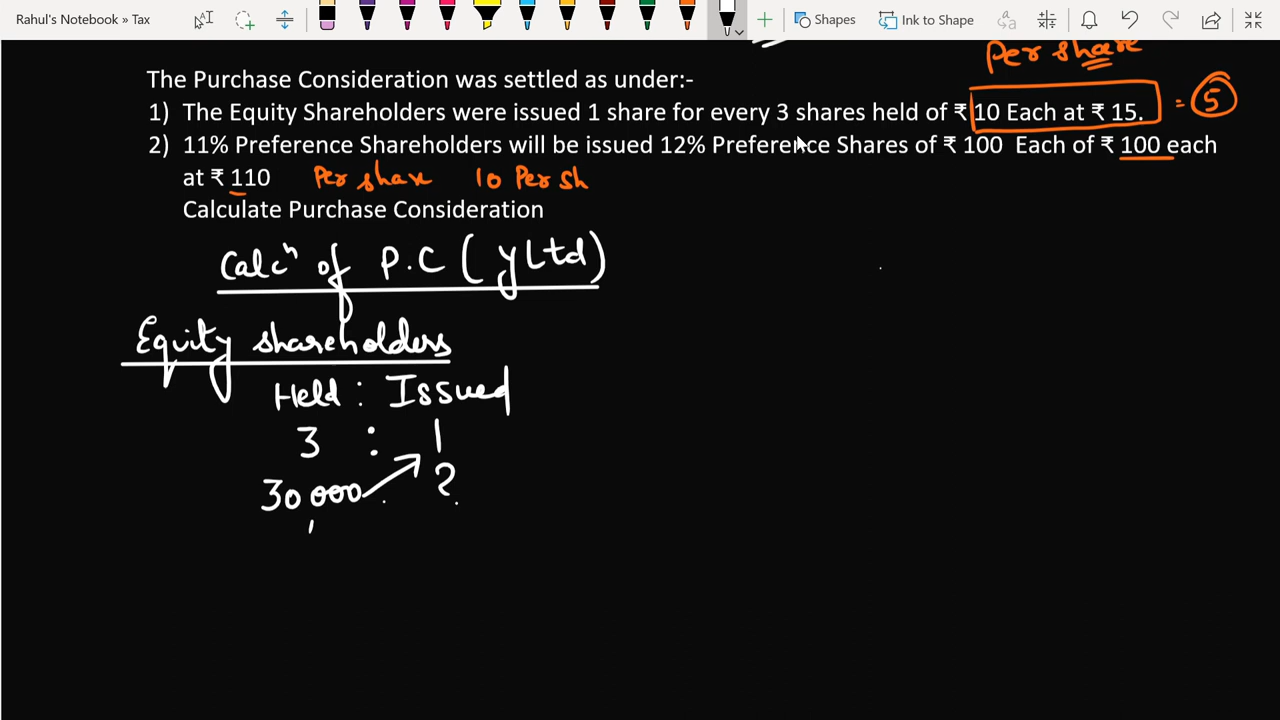 Rahul's Notebook » Tax
Shapes
Ink to Shape
Per share
The Purchase Consideration was settled as under:-
1) The Equity Shareholders were issued 1 share for every 3 shares held of ₹ 10 Each at ₹ 15. = 5
2) 11% Preference Shareholders will be issued 12% Preference Shares of ₹ 100 Each of ₹ 100 each
at ₹ 110 Per share 10 Per Sh
Calculate Purchase Consideration
Calcⁿ of P.C ( y Ltd )
Equity shareholders
Held : Issued
3 : 1
30 000 ?